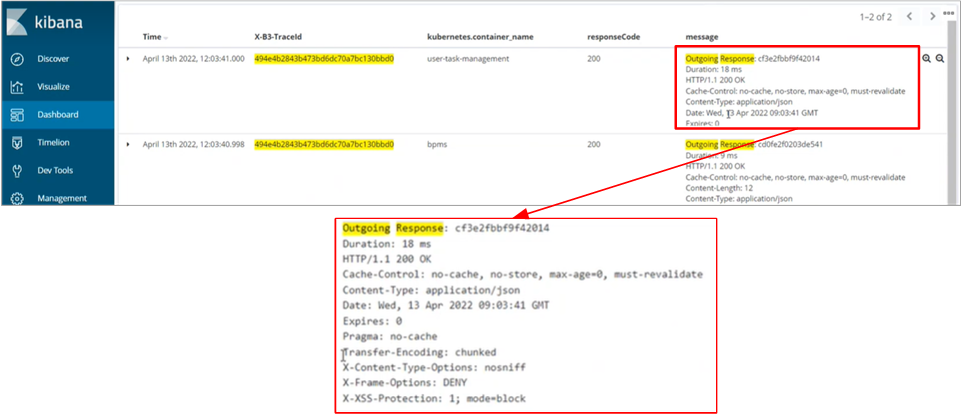 kibana
Discover
Visualize
Dashboard
Timelion
Dev Tools
Management
1–2 of 2
Time X-B3-TraceId kubernetes.container_name responseCode message
April 13th 2022, 12:03:41.000 494e4b2843b473bd6dc70a7bc130bbd0 user-task-management 200 Outgoing Response: cf3e2fbbf9f42014
Duration: 18 ms
HTTP/1.1 200 OK
Cache-Control: no-cache, no-store, max-age=0, must-revalidate
Content-Type: application/json
Date: Wed, 13 Apr 2022 09:03:41 GMT
Expires: 0
April 13th 2022, 12:03:40.998 494e4b2843b473bd6dc70a7bc130bbd0 bpms 200 Outgoing Response: cd0fe2f0203de541
Duration: 9 ms
HTTP/1.1 200 OK
Cache-Control: no-cache, no-store, max-age=0, must-revalidate
Content-Length: 12
Content-Type: application/json
Outgoing Response: cf3e2fbbf9f42014
Duration: 18 ms
HTTP/1.1 200 OK
Cache-Control: no-cache, no-store, max-age=0, must-revalidate
Content-Type: application/json
Date: Wed, 13 Apr 2022 09:03:41 GMT
Expires: 0
Pragma: no-cache
Transfer-Encoding: chunked
X-Content-Type-Options: nosniff
X-Frame-Options: DENY
X-XSS-Protection: 1; mode=block